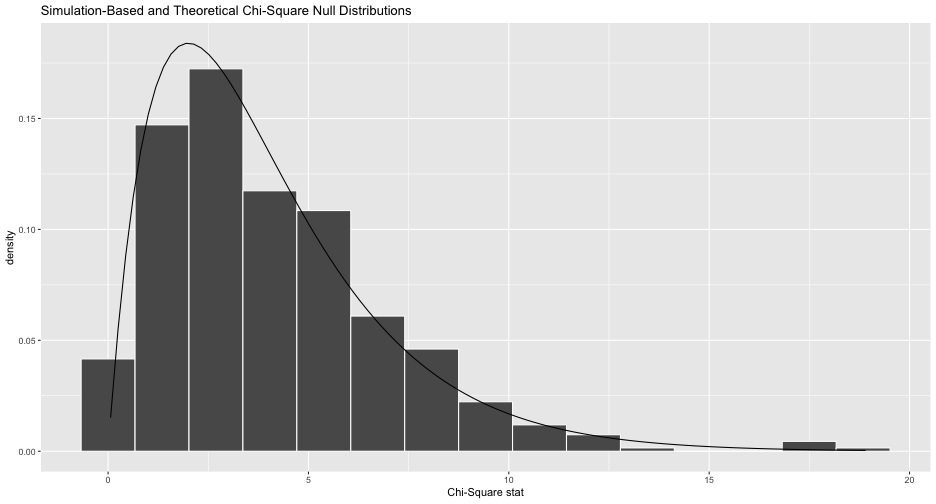 Simulation-Based and Theoretical Chi-Square Null Distributions
density
0.15
0.10
0.05
0.00
0 5 10 15 20
Chi-Square stat